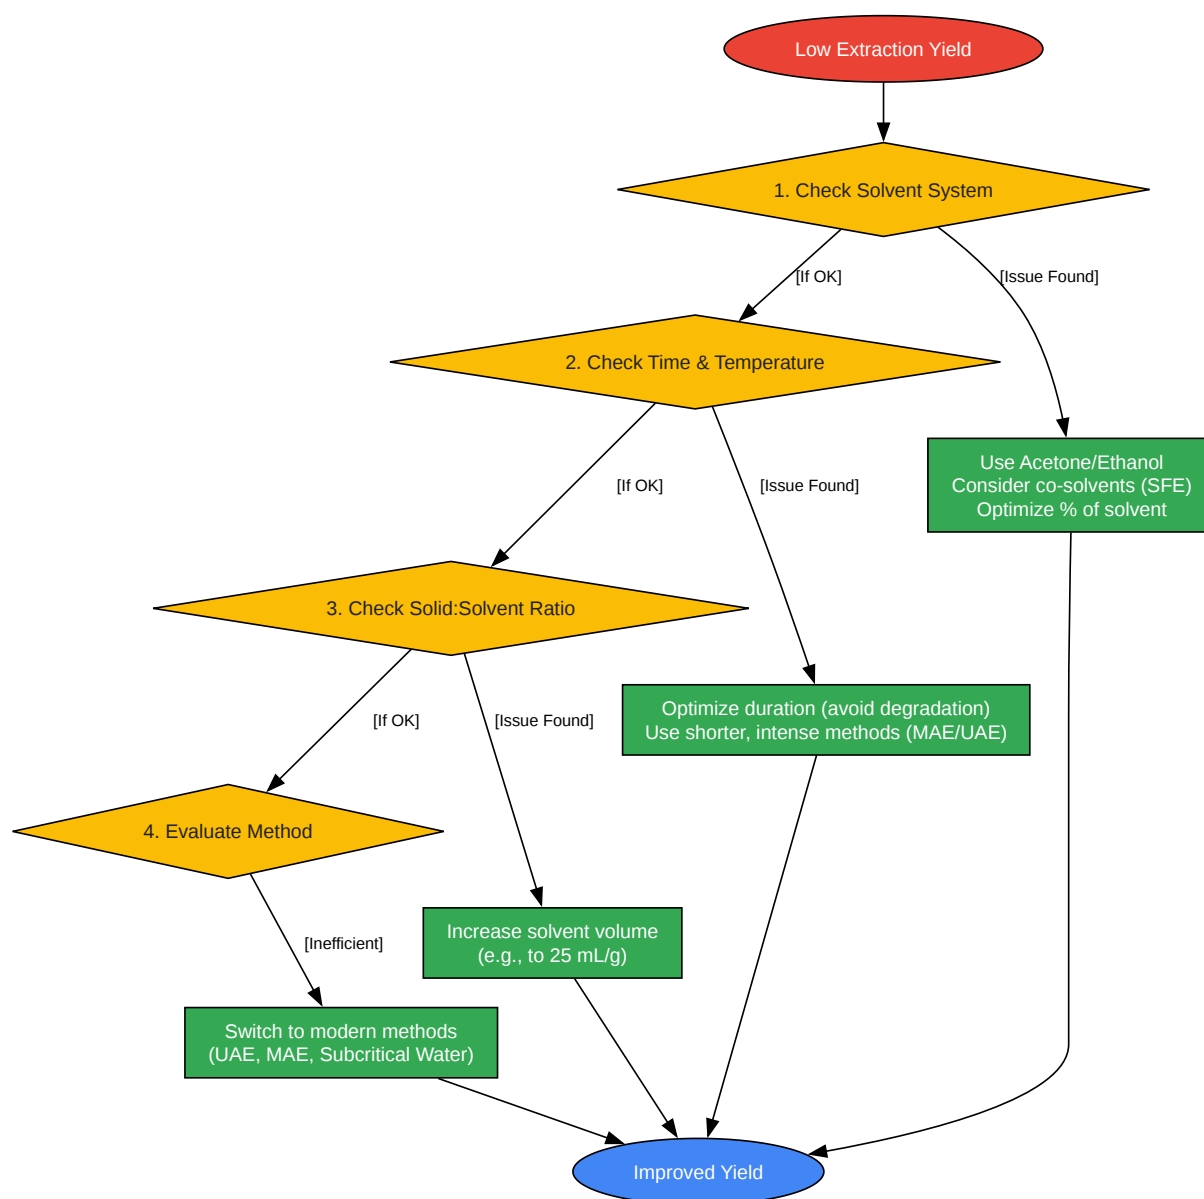 Low Extraction Yield
1. Check Solvent System
[If OK]
[Issue Found]
2. Check Time & Temperature
[If OK]
[Issue Found]
Use Acetone/Ethanol
Consider co-solvents (SFE)
Optimize % of solvent
3. Check Solid:Solvent Ratio
[If OK]
[Issue Found]
Optimize duration (avoid degradation)
Use shorter, intense methods (MAE/UAE)
4. Evaluate Method
[Inefficient]
Increase solvent volume
(e.g., to 25 mL/g)
Switch to modern methods
(UAE, MAE, Subcritical Water)
Improved Yield